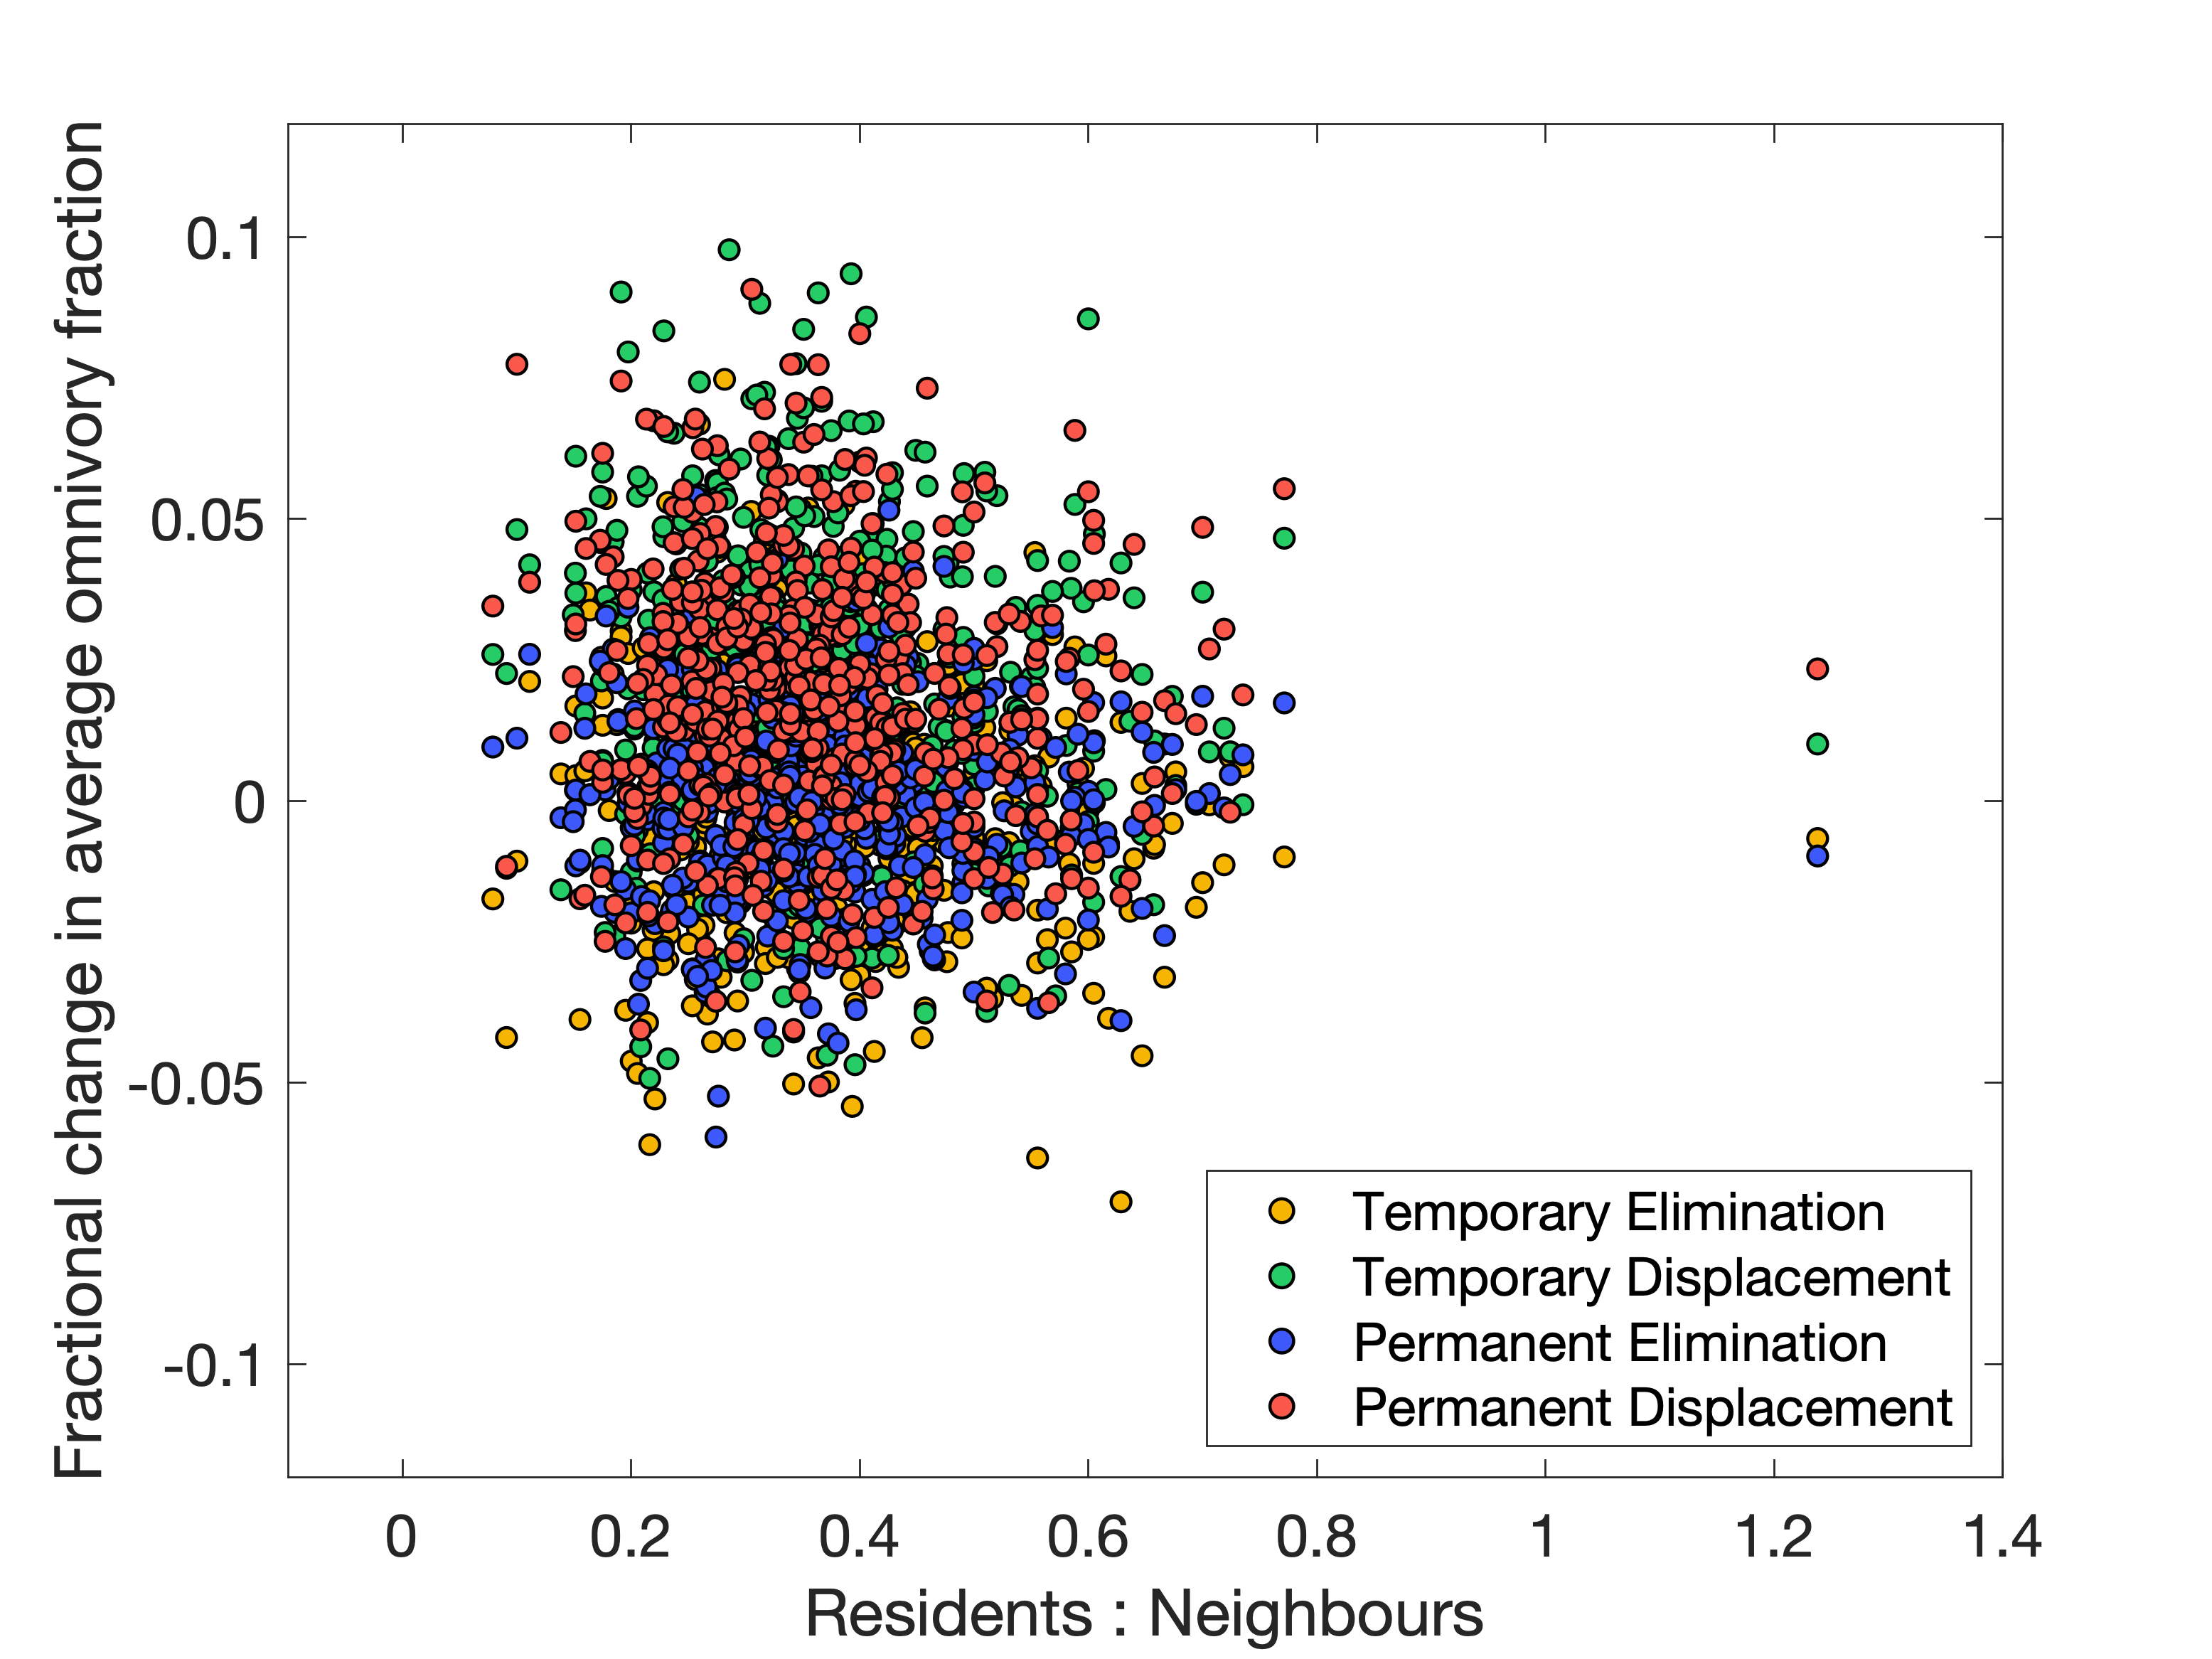 Fractional change in average omnivory fraction
0.1
0.05
0
-0.05
-0.1
0 0.2 0.4 0.6 0.8 1 1.2 1.4
Residents : Neighbours
Temporary Elimination
Temporary Displacement
Permanent Elimination
Permanent Displacement